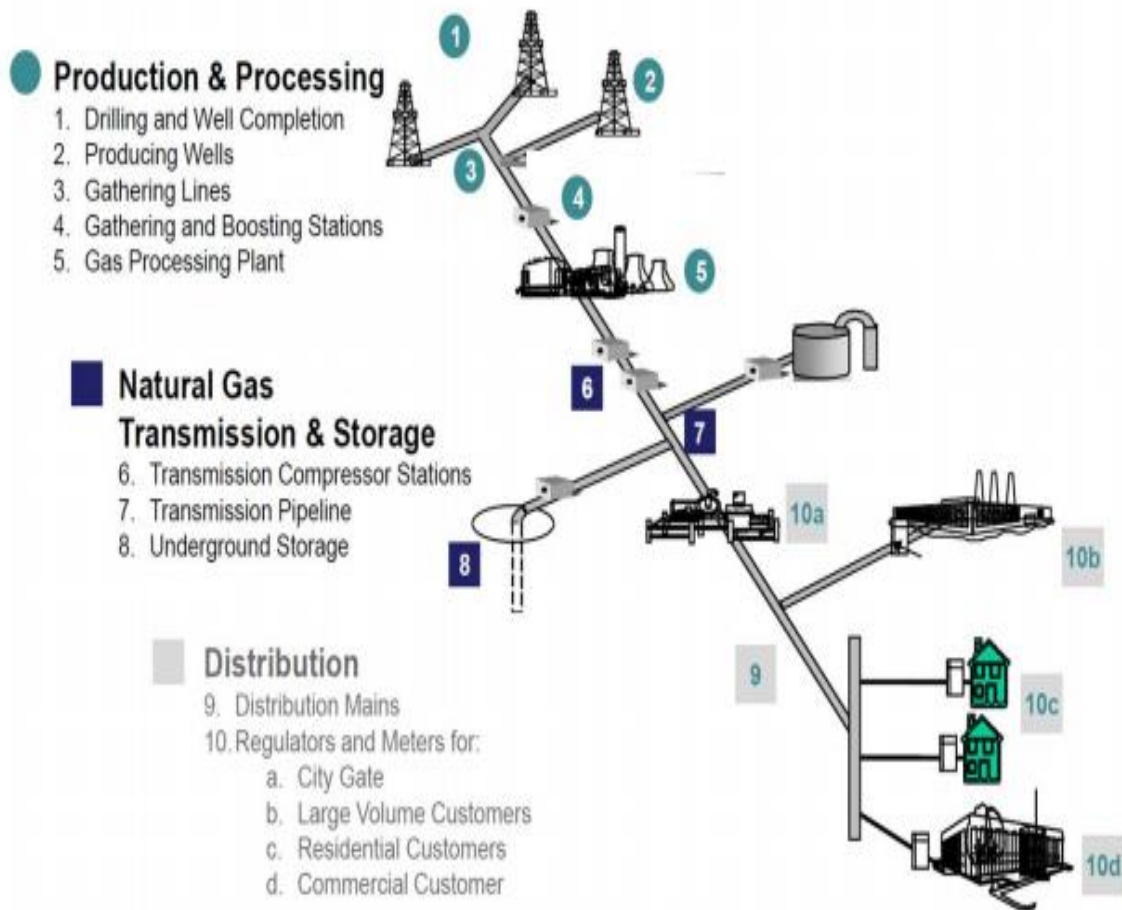 Production & Processing
1. Drilling and Well Completion
2. Producing Wells
3. Gathering Lines
4. Gathering and Boosting Stations
5. Gas Processing Plant
Natural Gas
Transmission & Storage
6. Transmission Compressor Stations
7. Transmission Pipeline
8. Underground Storage
Distribution
9. Distribution Mains
10. Regulators and Meters for:
a. City Gate
b. Large Volume Customers
c. Residential Customers
d. Commercial Customer
1
2
3
4
5
6
7
8
10a
10b
9
10c
10d